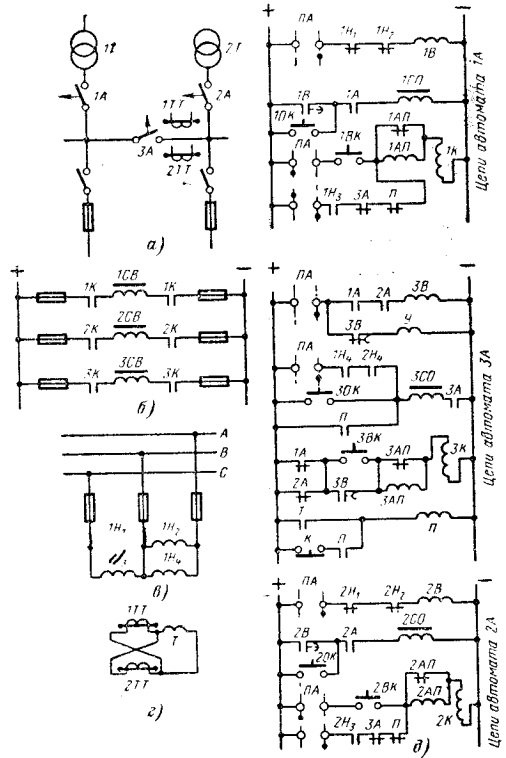 1Т 2Т
1А 2А
1ТТ
3А
2ТТ
а)
+ −
1К 1СВ 1К
2К 2СВ 2К
3К 3СВ 3К
б)
А
В
С
1Н₂
1Н₄
в)
1ТТ
Т
2ТТ
г)
+ −
ПА 1Н₁ 1Н₂ 1В
1В 1А 1СО
1ОК
ПА 1ВК 1АП
1АП 1К
1Н₃ 3А П
Цепи автомата 1А
+ −
ПА 1А 2А 3В
3В Ч
ПА 1Н₄ 2Н₄
3ОК 3СО 3А
П
1А 3ВК 3АП 3К
2А 3В 3АП
Т
К П П
Цепи автомата 3А
+ −
ПА 2Н₁ 2Н₂ 2В
2В 2А 2СО
2ОК
ПА 2ВК 2АП
2АП 2К
2Н₃ 3А П
д)
Цепи автомата 2А